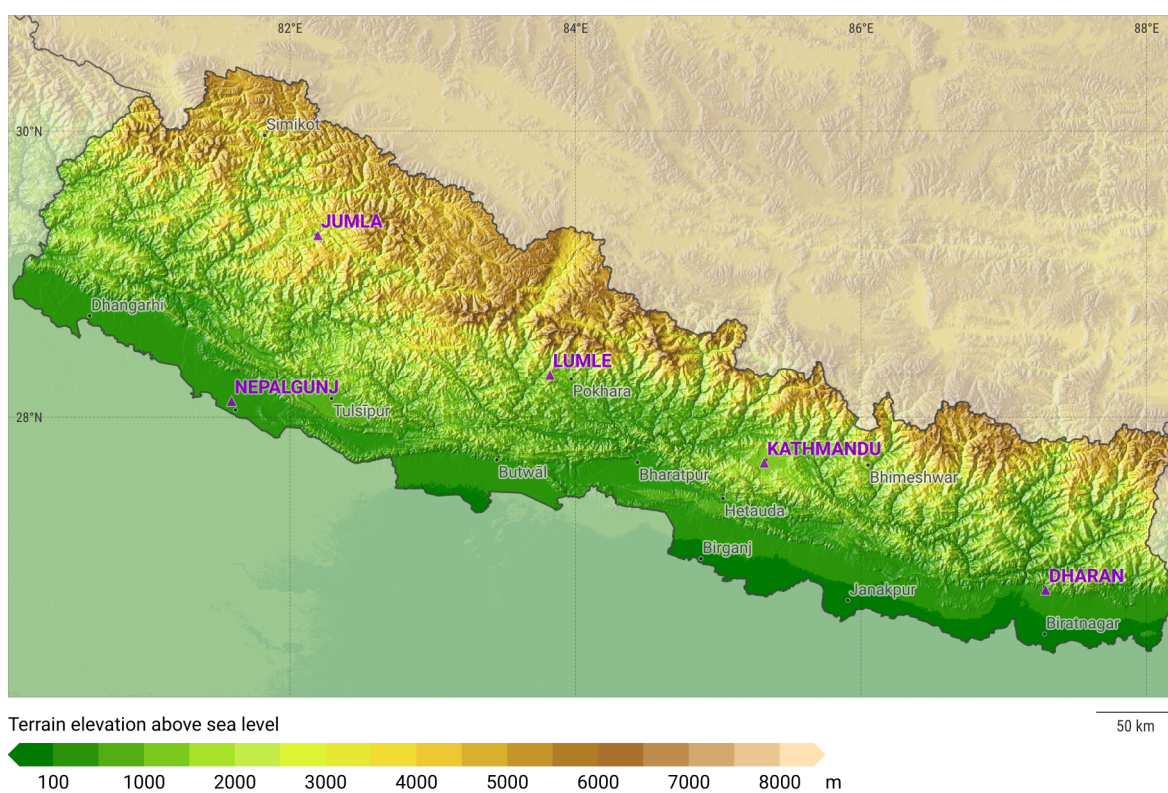 82°E 84°E 86°E 88°E
30°N
Simikot
JUMLA
Dhangarhi
LUMLE
Pokhara
NEPALGUNJ
Tulsīpur
28°N
KATHMANDU
Butwāl
Bharatpur
Bhimeshwar
Hetauda
Birganj
DHARAN
Janakpur
Biratnagar
Terrain elevation above sea level
50 km
100 1000 2000 3000 4000 5000 6000 7000 8000 m